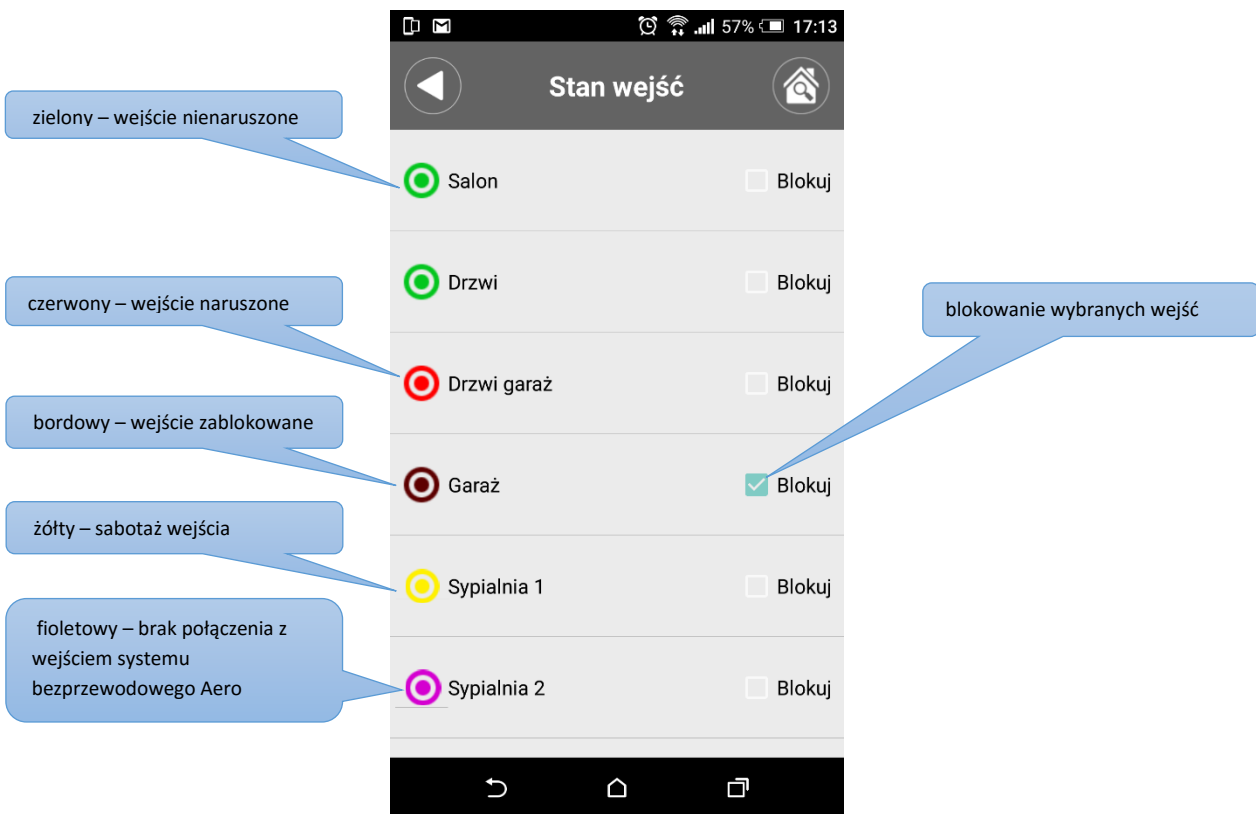 57% 17:13
Stan wejść
zielony – wejście nienaruszone
Salon Blokuj
Drzwi Blokuj
czerwony – wejście naruszone
blokowanie wybranych wejść
Drzwi garaż Blokuj
bordowy – wejście zablokowane
Garaż Blokuj
żółty – sabotaż wejścia
Sypialnia 1 Blokuj
fioletowy – brak połączenia z
wejściem systemu
bezprzewodowego Aero
Sypialnia 2 Blokuj